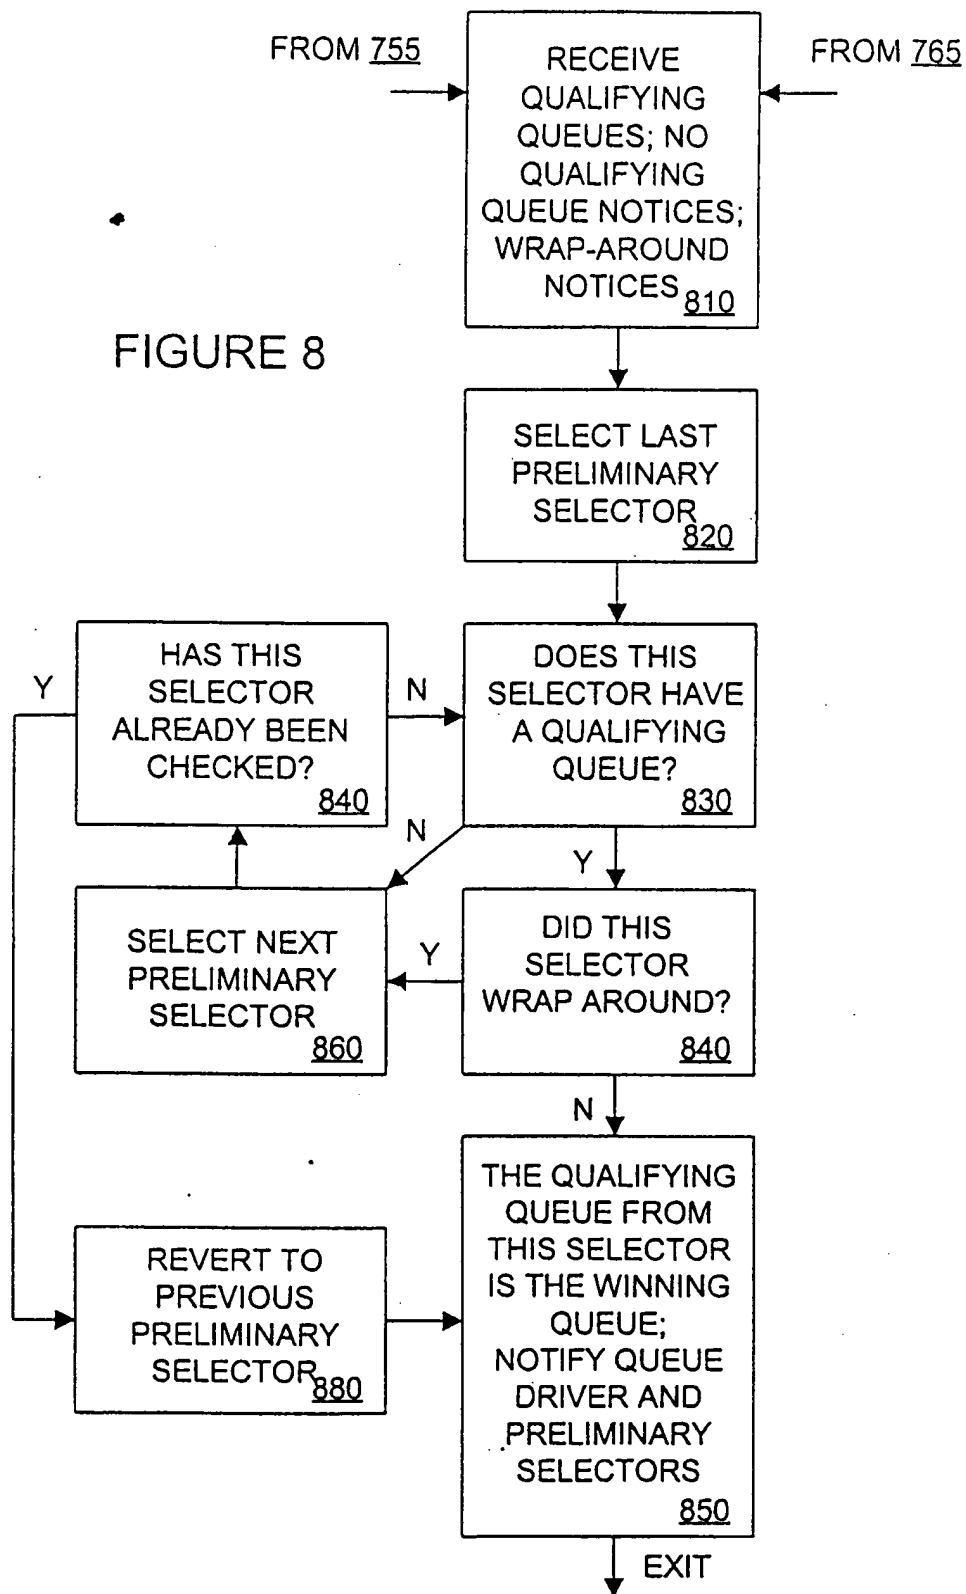 FROM 755
FROM 765
RECEIVE
QUALIFYING
QUEUES; NO
QUALIFYING
QUEUE NOTICES;
WRAP-AROUND
NOTICES 810
FIGURE 8
SELECT LAST
PRELIMINARY
SELECTOR
820
Y
HAS THIS
SELECTOR
ALREADY BEEN
CHECKED?
840
N
DOES THIS
SELECTOR HAVE
A QUALIFYING
QUEUE?
830
N
Y
SELECT NEXT
PRELIMINARY
SELECTOR
860
Y
DID THIS
SELECTOR
WRAP AROUND?
840
N
REVERT TO
PREVIOUS
PRELIMINARY
SELECTOR 880
THE QUALIFYING
QUEUE FROM
THIS SELECTOR
IS THE WINNING
QUEUE;
NOTIFY QUEUE
DRIVER AND
PRELIMINARY
SELECTORS
850
EXIT